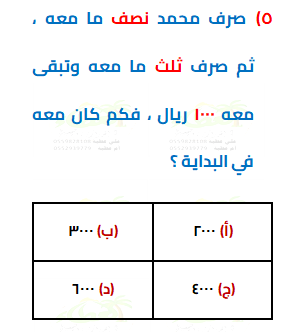 ٥) صرف محمد نصف ما معه ،
ثم صرف ثلث ما معه وتبقى
معه ١٠٠٠ ريال ، فكم كان معه
في البداية ؟
(أ) ٢٠٠٠ (ب) ٣٠٠٠
(ج) ٤٠٠٠ (د) ٦٠٠٠